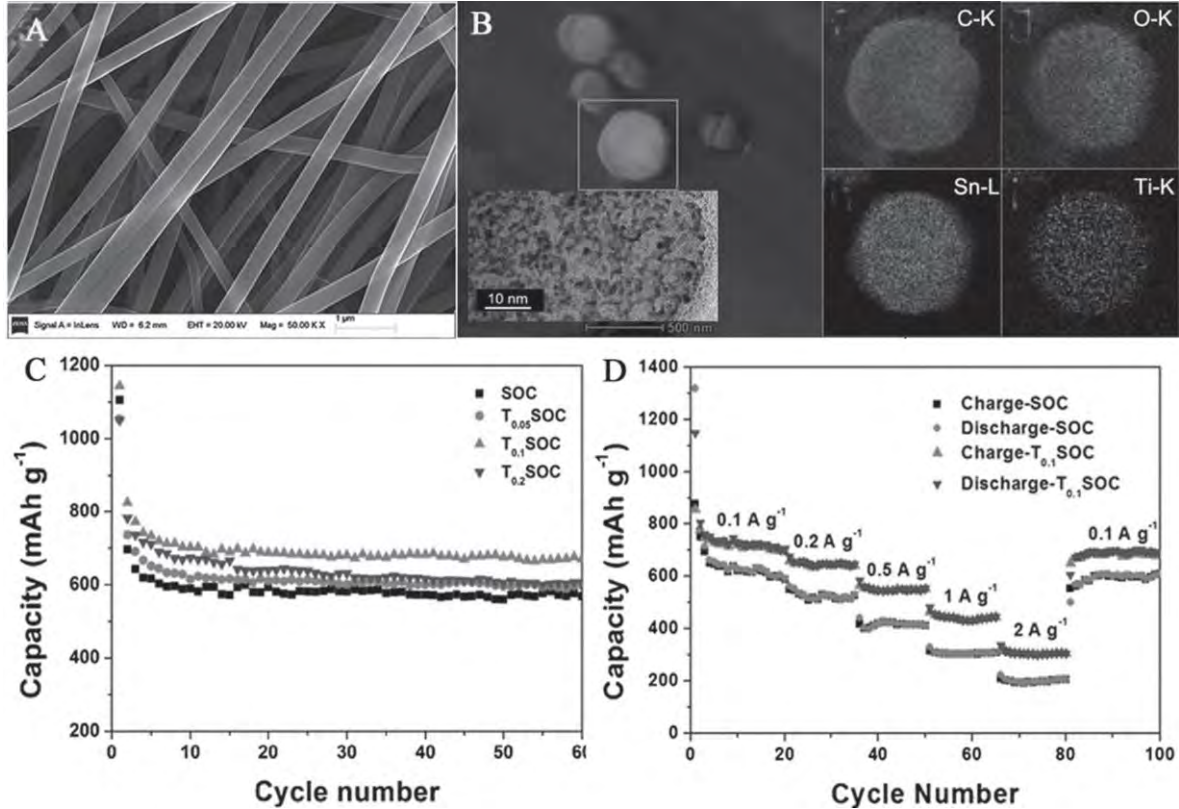 A
Signal A = InLens WD = 6.2 mm EHT = 20.00 kV Mag = 50.00 K X 1 µm
B
10 nm
500 nm
C-K
O-K
Sn-L
Ti-K
C
Capacity (mAh g⁻¹)
1200
1000
800
600
400
200
0 10 20 30 40 50 60
Cycle number
SOC
T₀.₀₅SOC
T₀.₁SOC
T₀.₂SOC
D
Capacity (mAh g⁻¹)
1400
1200
1000
800
600
400
200
0
0 20 40 60 80 100
Cycle Number
Charge-SOC
Discharge-SOC
Charge-T₀.₁SOC
Discharge-T₀.₁SOC
0.1 A g⁻¹
0.2 A g⁻¹
0.5 A g⁻¹
1 A g⁻¹
2 A g⁻¹
0.1 A g⁻¹